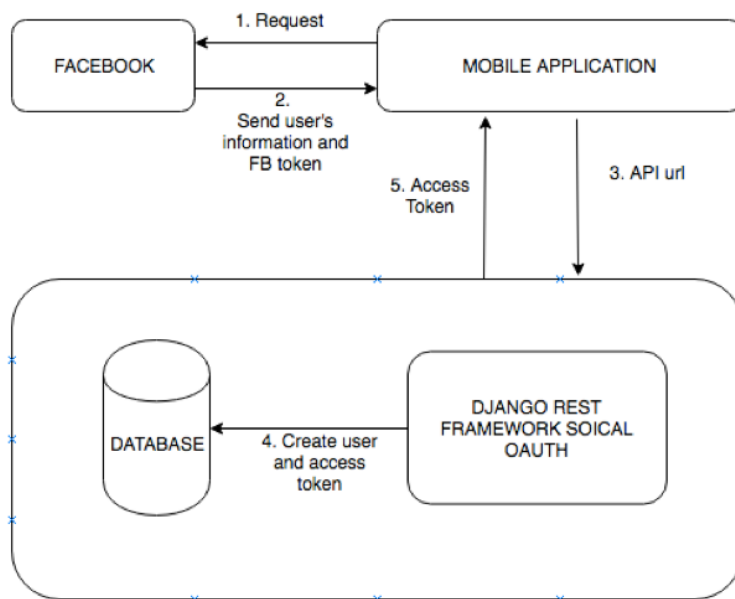 1. Request
FACEBOOK
MOBILE APPLICATION
2.
Send user's
information and
FB token
3. API url
5. Access
Token
DJANGO REST
FRAMEWORK SOICAL
OAUTH
DATABASE
4. Create user
and access
token